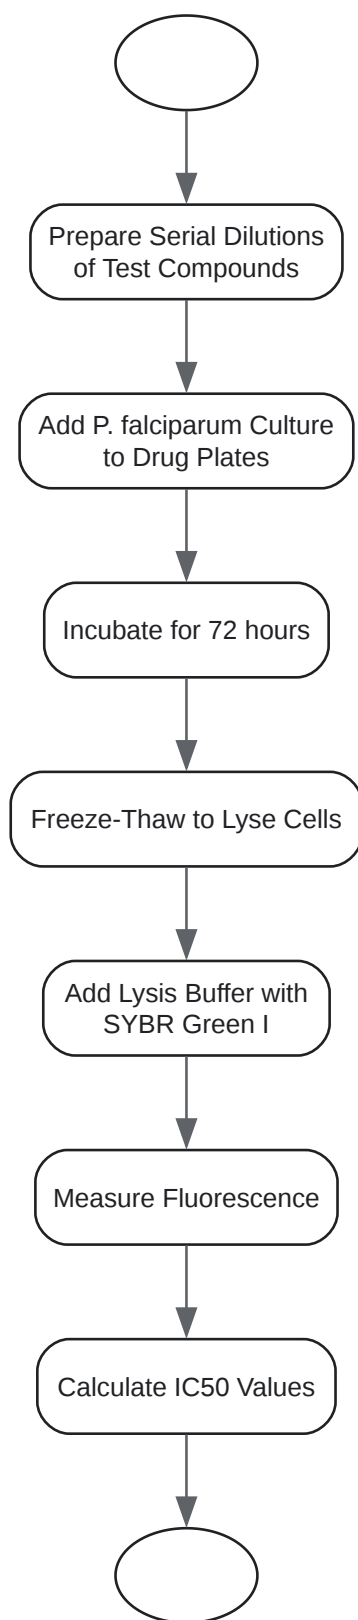 Prepare Serial Dilutions
of Test Compounds
Add P. falciparum Culture
to Drug Plates
Incubate for 72 hours
Freeze-Thaw to Lyse Cells
Add Lysis Buffer with
SYBR Green I
Measure Fluorescence
Calculate IC50 Values